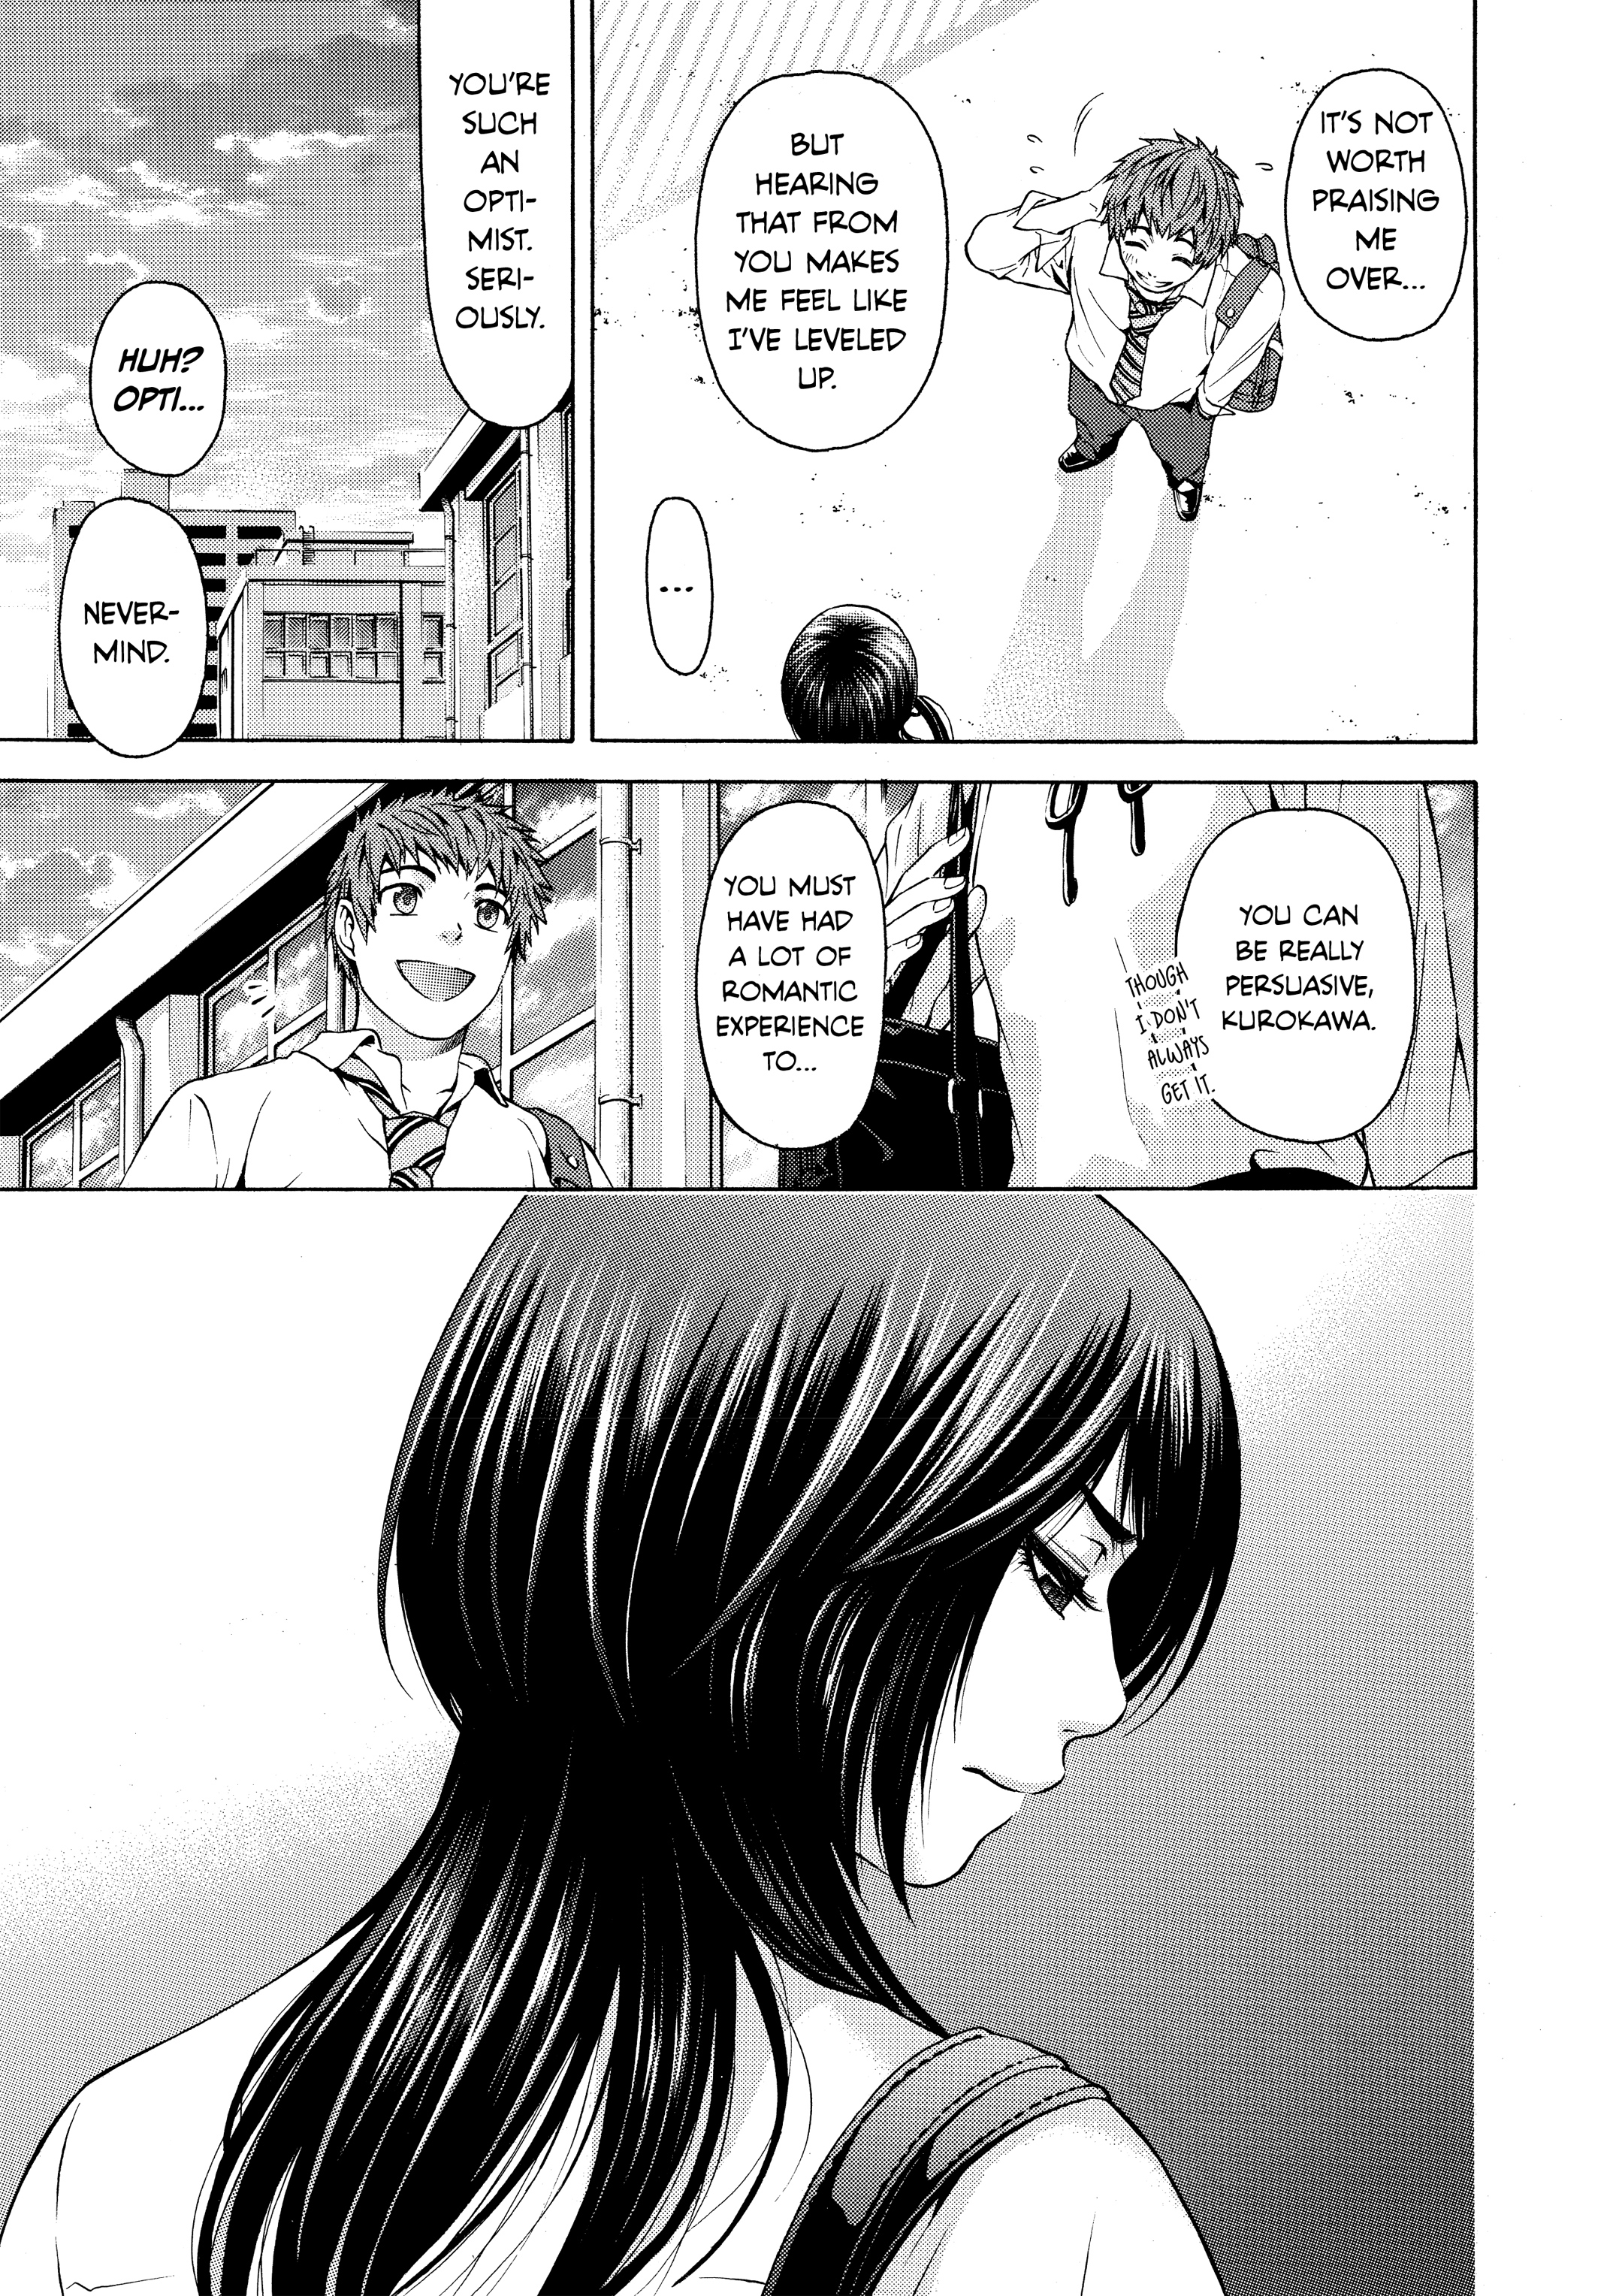 IT'S NOT
WORTH
PRAISING
ME
OVER...
BUT
HEARING
THAT FROM
YOU MAKES
ME FEEL LIKE
I'VE LEVELED
UP.
...
YOU'RE
SUCH
AN
OPTI-
MIST.
SERI-
OUSLY.
HUH?
OPTI...
NEVER-
MIND.
YOU CAN
BE REALLY
PERSUASIVE,
KUROKAWA.
THOUGH
I DON'T
ALWAYS
GET IT.
YOU MUST
HAVE HAD
A LOT OF
ROMANTIC
EXPERIENCE
TO...